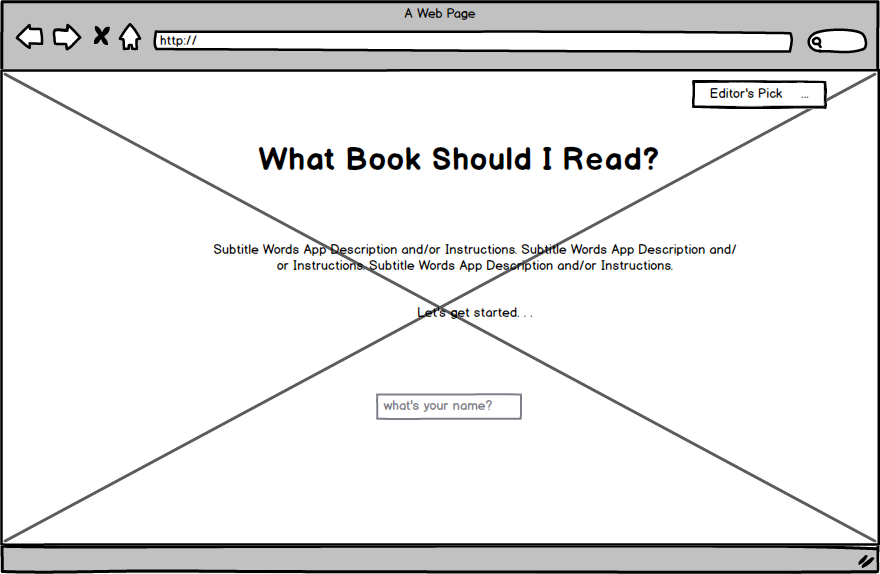 A Web Page
http://
Editor's Pick ...
What Book Should I Read?
Subtitle Words App Description and/or Instructions. Subtitle Words App Description and/
or Instructions. Subtitle Words App Description and/or Instructions.
Let's get started. . .
what's your name?